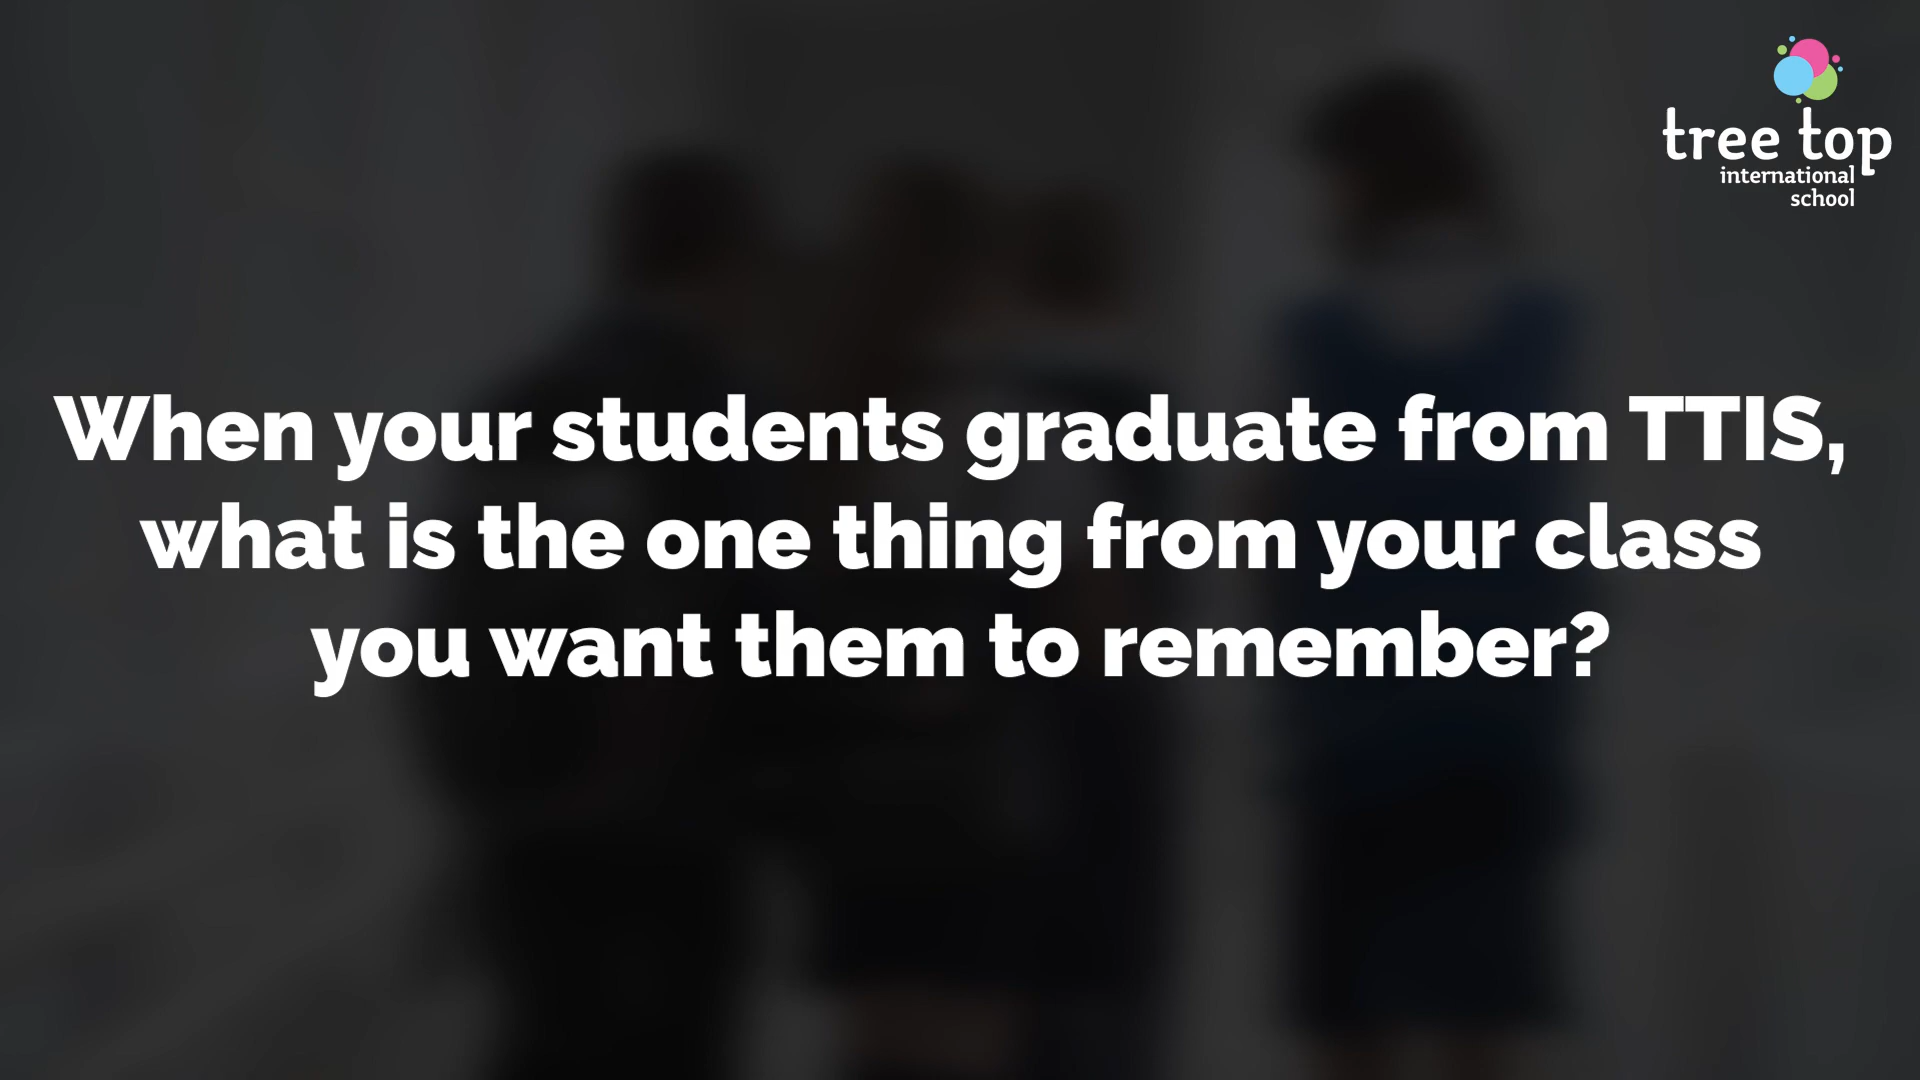 tree top
international
school
When your students graduate from TTIS,
what is the one thing from your class
you want them to remember?